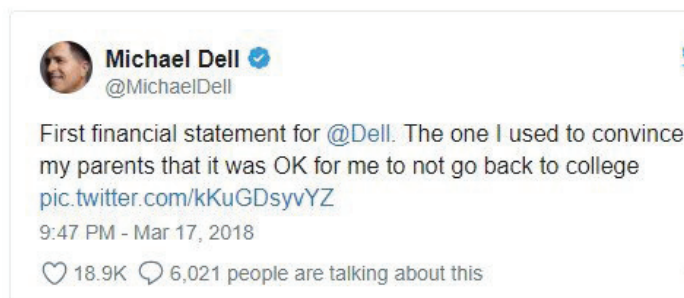 Michael Dell
@MichaelDell
First financial statement for @Dell. The one I used to convince
my parents that it was OK for me to not go back to college
pic.twitter.com/kKuGDsyvYZ
9:47 PM - Mar 17, 2018
18.9K 6,021 people are talking about this